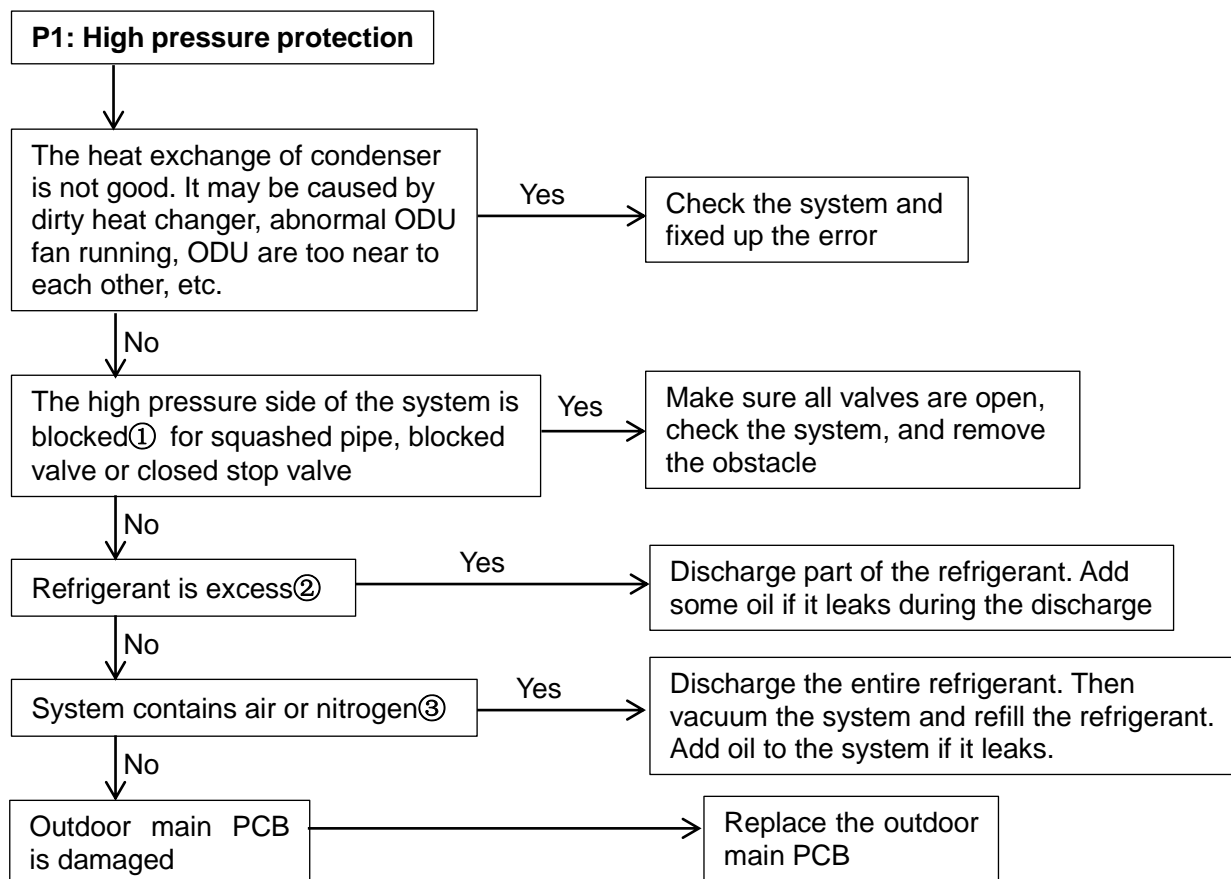 P1: High pressure protection
The heat exchange of condenser
is not good. It may be caused by
dirty heat changer, abnormal ODU
fan running, ODU are too near to
each other, etc.
Yes
Check the system and
fixed up the error
No
The high pressure side of the system is
blocked① for squashed pipe, blocked
valve or closed stop valve
Yes
Make sure all valves are open,
check the system, and remove
the obstacle
No
Refrigerant is excess②
Yes
Discharge part of the refrigerant. Add
some oil if it leaks during the discharge
No
System contains air or nitrogen③
Yes
Discharge the entire refrigerant. Then
vacuum the system and refill the refrigerant.
Add oil to the system if it leaks.
No
Outdoor main PCB
is damaged
Replace the outdoor
main PCB